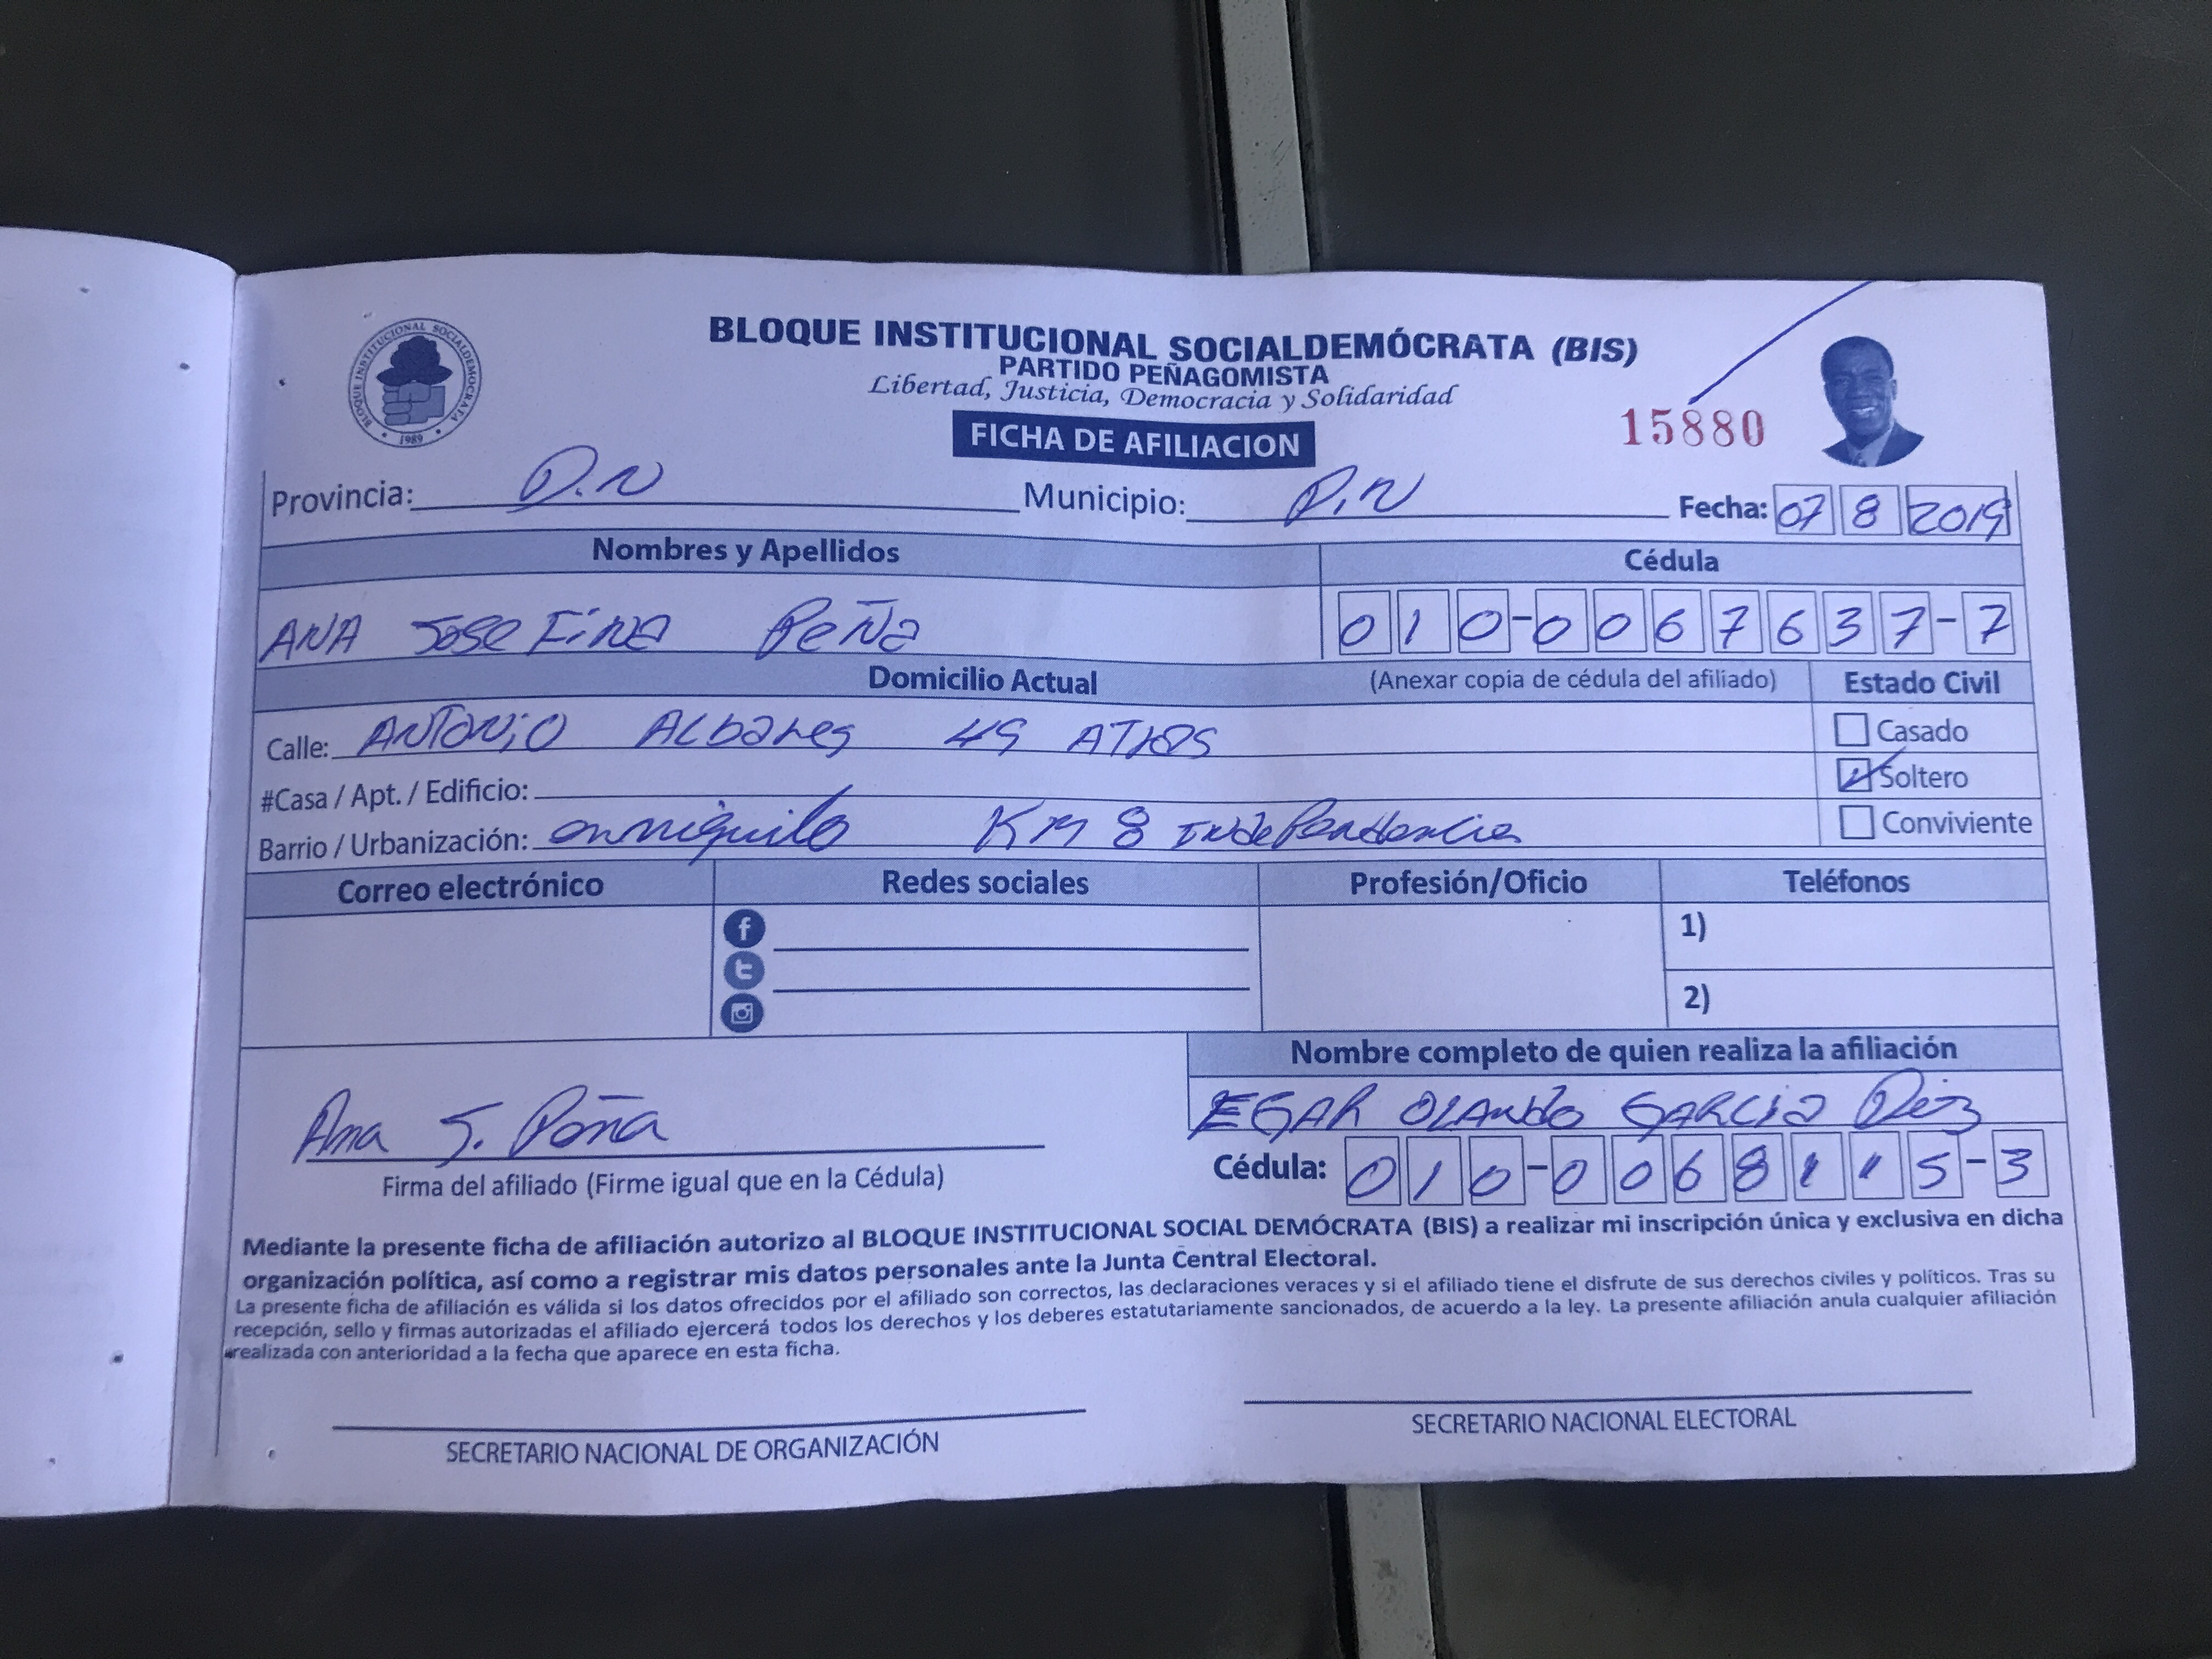 BLOQUE INSTITUCIONAL SOCIALDEMOCRATA
1989
BLOQUE INSTITUCIONAL SOCIALDEMÓCRATA (BIS)
PARTIDO PEÑAGOMISTA
Libertad, Justicia, Democracia y Solidaridad
FICHA DE AFILIACION
15880
Provincia: D.N Municipio: D.N Fecha: 07 8 2019
Nombres y Apellidos Cédula
ANA JoseFina Peña 010-0067637-7
Domicilio Actual (Anexar copia de cédula del afiliado) Estado Civil
Calle: ANTONIO ALbares 49 ATRAS
Casado
#Casa / Apt. / Edificio:
Soltero
Barrio / Urbanización: KM 8 Independencia
Conviviente
Correo electrónico Redes sociales Profesión/Oficio Teléfonos
1)
2)
Nombre completo de quien realiza la afiliación
EGAR OLANDO GARCIA
Ana J. Peña
Cédula: 010-0068115-3
Firma del afiliado (Firme igual que en la Cédula)
Mediante la presente ficha de afiliación autorizo al BLOQUE INSTITUCIONAL SOCIAL DEMÓCRATA (BIS) a realizar mi inscripción única y exclusiva en dicha
organización política, así como a registrar mis datos personales ante la Junta Central Electoral.
La presente ficha de afiliación es válida si los datos ofrecidos por el afiliado son correctos, las declaraciones veraces y si el afiliado tiene el disfrute de sus derechos civiles y políticos. Tras su
recepción, sello y firmas autorizadas el afiliado ejercerá todos los derechos y los deberes estatutariamente sancionados, de acuerdo a la ley. La presente afiliación anula cualquier afiliación
realizada con anterioridad a la fecha que aparece en esta ficha.
SECRETARIO NACIONAL DE ORGANIZACIÓN
SECRETARIO NACIONAL ELECTORAL